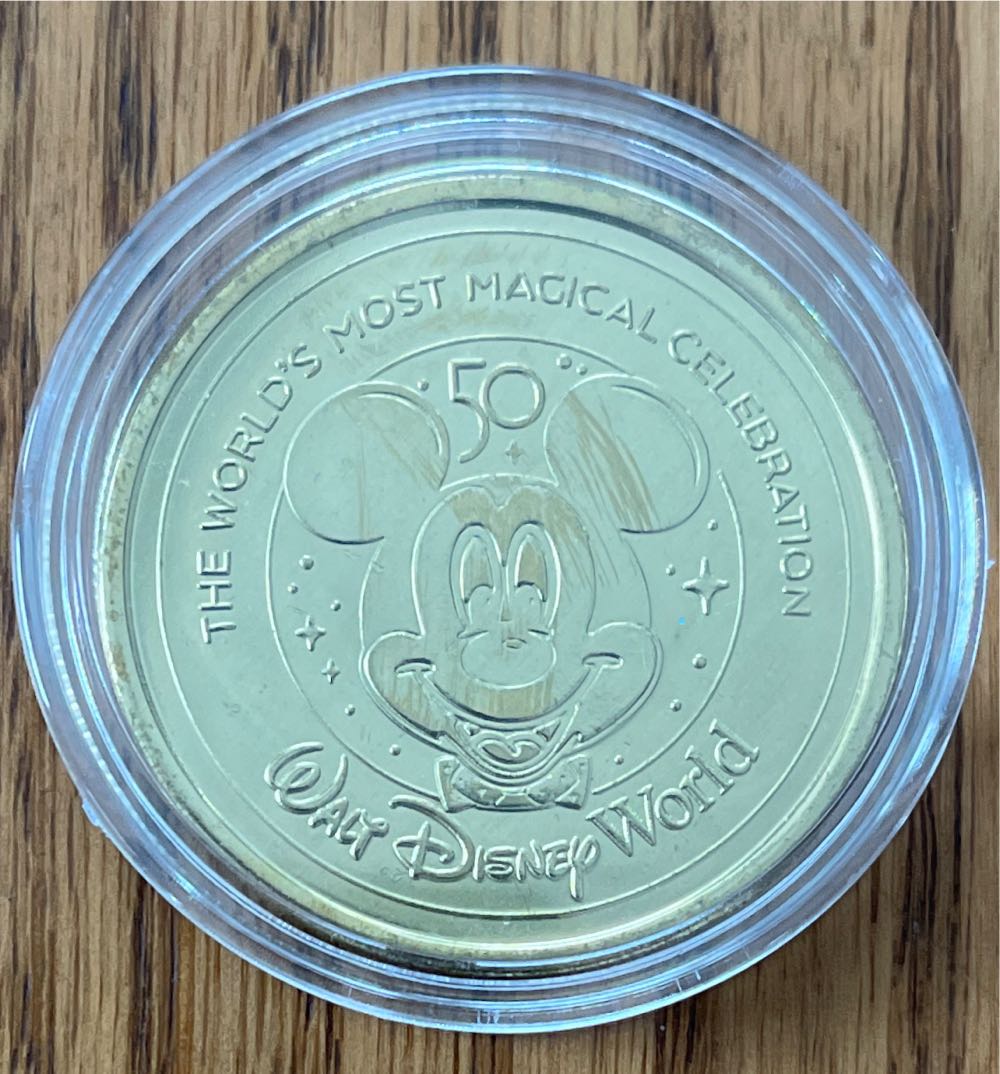 THE WORLD'S MOST MAGICAL CELEBRATION
50
WALT DISNEY World